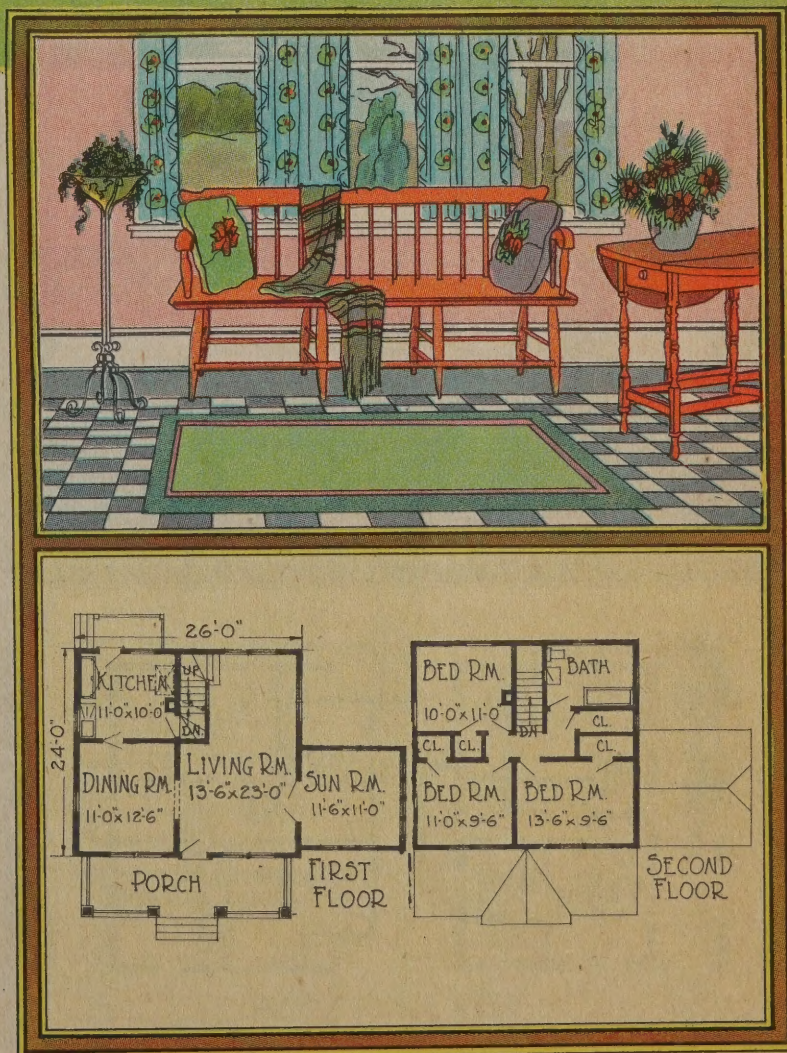 26'-0"
24'-0"
KITCHEN
11'-0"x10'-0"
UP
DN.
DINING RM.
11'-0"x12'-6"
LIVING RM.
13'-6"x23'-0"
SUN RM.
11'-6"x11'-0"
PORCH
FIRST
FLOOR
BED RM.
10'-0"x11'-0"
BATH
DN
CL.
CL.
CL.
CL.
BED RM.
11'-0"x9'-6"
BED RM.
13'-6"x9'-6"
SECOND
FLOOR